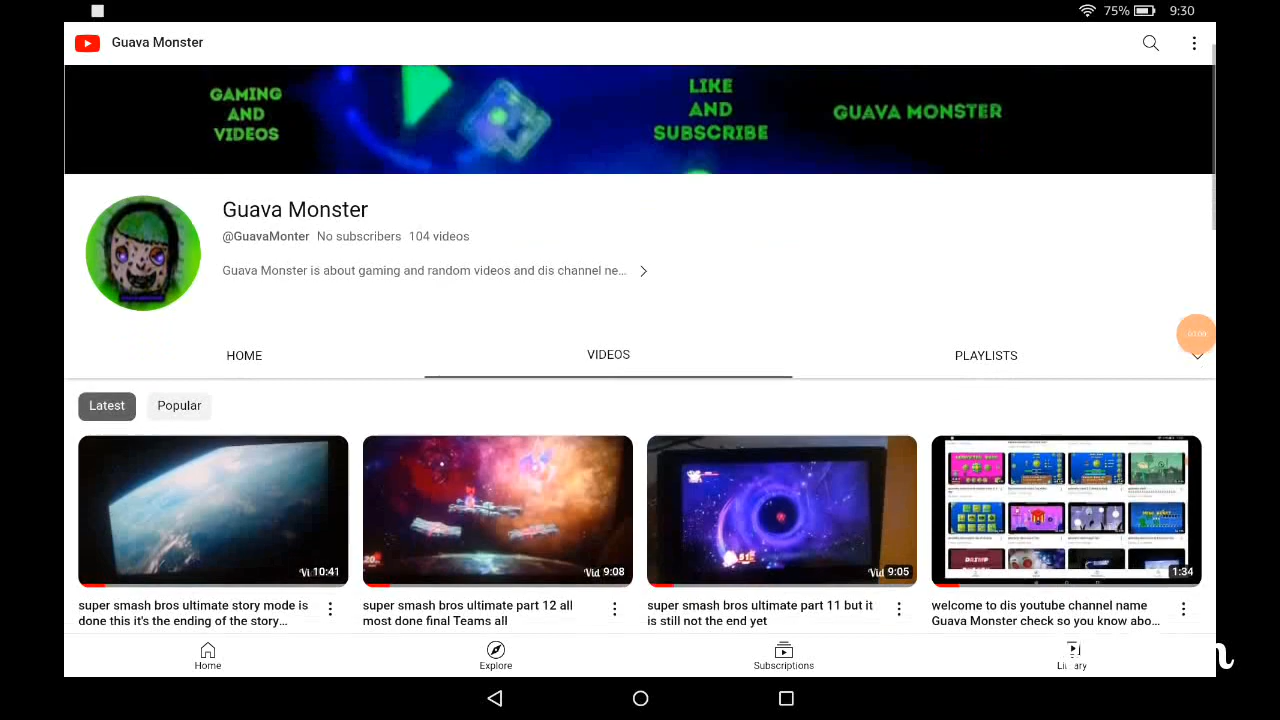 75% 9:30
Guava Monster
GAMING
AND
VIDEOS
LIKE
AND
SUBSCRIBE
GUAVA MONSTER
Guava Monster
@GuavaMonter No subscribers 104 videos
Guava Monster is about gaming and random videos and dis channel ne...
HOME VIDEOS PLAYLISTS
Latest Popular
10:41
Vid 9:08
Vid 9:05
1:34
super smash bros ultimate story mode is
done this it's the ending of the story...
super smash bros ultimate part 12 all
most done final Teams all
super smash bros ultimate part 11 but it
is still not the end yet
welcome to dis youtube channel name
Guava Monster check so you know abo...
Home Explore Subscriptions